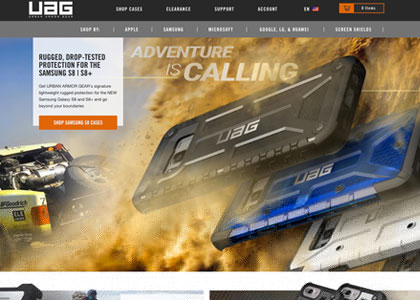 UAG
URBAN ARMOR GEAR
SHOP CASES
CLEARANCE
SUPPORT
ACCOUNT
EN
0 Items
SHOP BY:
APPLE
SAMSUNG
MICROSOFT
GOOGLE, LG, & HUAWEI
SCREEN SHIELDS
ADVENTURE
IS CALLING
RUGGED, DROP-TESTED
PROTECTION FOR THE
SAMSUNG S8 | S8+
Get URBAN ARMOR GEAR's signature
lightweight rugged protection for the NEW
Samsung Galaxy S8 and S8+ and go
beyond your boundaries
SHOP SAMSUNG S8 CASES
UAG
UAG
BFGoodrich